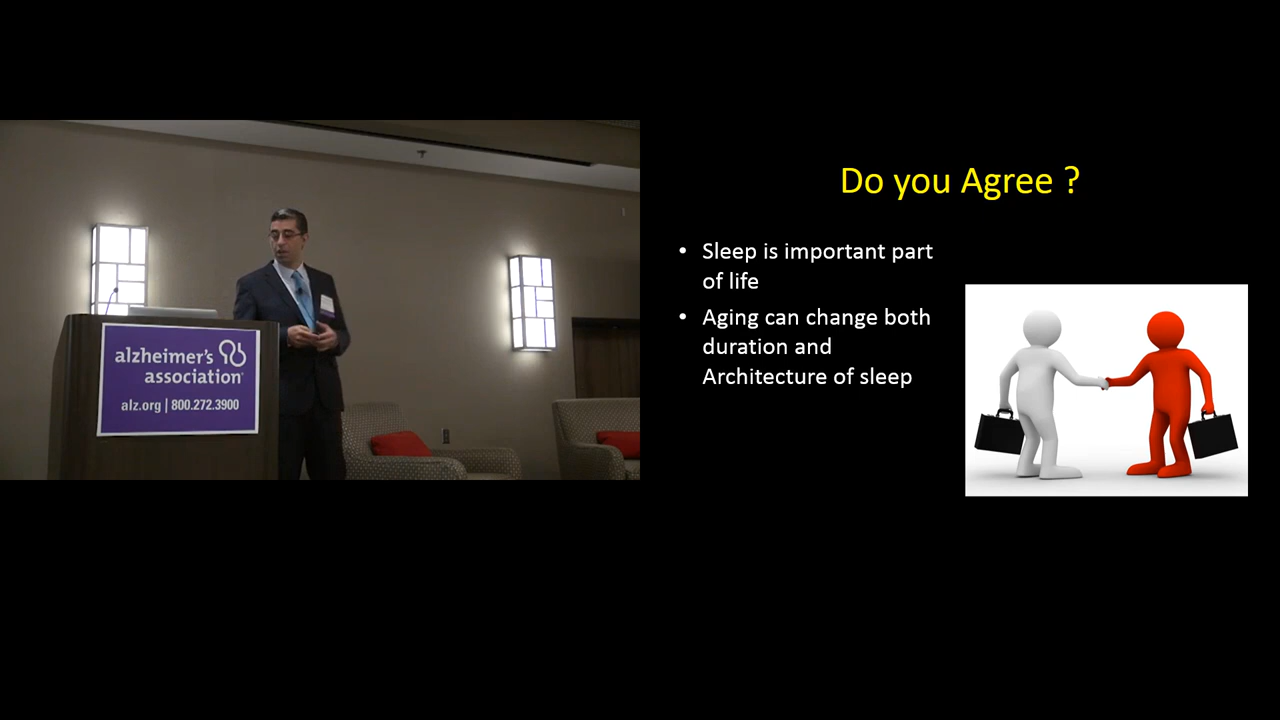 alzheimer's
association®
alz.org | 800.272.3900
Do you Agree ?
• Sleep is important part
of life
• Aging can change both
duration and
Architecture of sleep